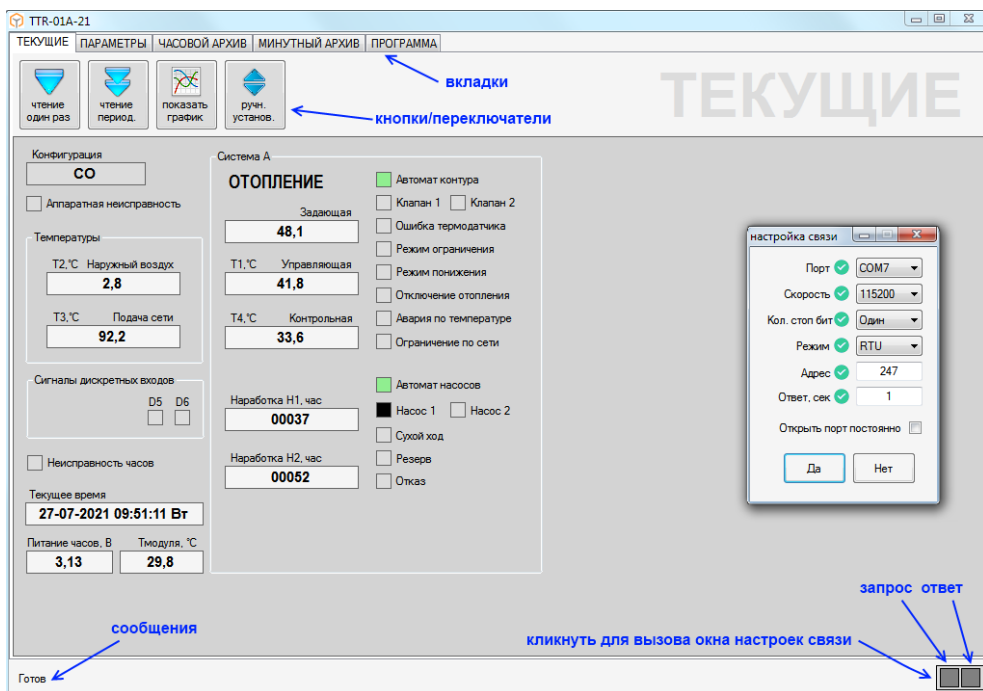 TTR-01A-21
ТЕКУЩИЕ ПАРАМЕТРЫ ЧАСОВОЙ АРХИВ МИНУТНЫЙ АРХИВ ПРОГРАММА
вкладки
ТЕКУЩИЕ
чтение
один раз
чтение
период.
показать
график
ручн.
установ.
кнопки/переключатели
Конфигурация
СО
Аппаратная неисправность
Температуры
T2,°C Наружный воздух
2,8
T3,°C Подача сети
92,2
Сигналы дискретных входов
D5 D6
Неисправность часов
Текущее время
27-07-2021 09:51:11 Вт
Питание часов, В Тмодуля, °C
3,13 29,8
Система А
ОТОПЛЕНИЕ
Задающая
48,1
T1,°C Управляющая
41,8
T4,°C Контрольная
33,6
Наработка Н1, час
00037
Наработка Н2, час
00052
Автомат контура
Клапан 1 Клапан 2
Ошибка термодатчика
Режим ограничения
Режим понижения
Отключение отопления
Авария по температуре
Ограничение по сети
Автомат насосов
Насос 1 Насос 2
Сухой ход
Резерв
Отказ
настройка связи
Порт COM7
Скорость 115200
Кол. стоп бит Один
Режим RTU
Адрес 247
Ответ, сек 1
Открыть порт постоянно
Да Нет
запрос ответ
сообщения
кликнуть для вызова окна настроек связи
Готов